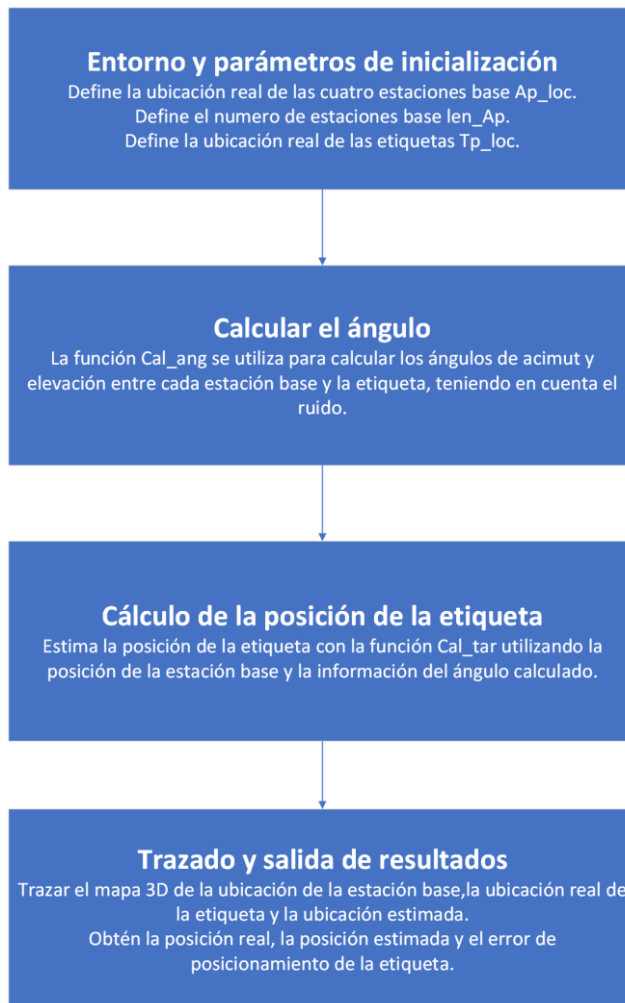 Entorno y parámetros de inicialización
Define la ubicación real de las cuatro estaciones base Ap_loc.
Define el numero de estaciones base len_Ap.
Define la ubicación real de las etiquetas Tp_loc.
Calcular el ángulo
La función Cal_ang se utiliza para calcular los ángulos de acimut y
elevación entre cada estación base y la etiqueta, teniendo en cuenta el
ruido.
Cálculo de la posición de la etiqueta
Estima la posición de la etiqueta con la función Cal_tar utilizando la
posición de la estación base y la información del ángulo calculado.
Trazado y salida de resultados
Trazar el mapa 3D de la ubicación de la estación base,la ubicación real de
la etiqueta y la ubicación estimada.
Obtén la posición real, la posición estimada y el error de
posicionamiento de la etiqueta.